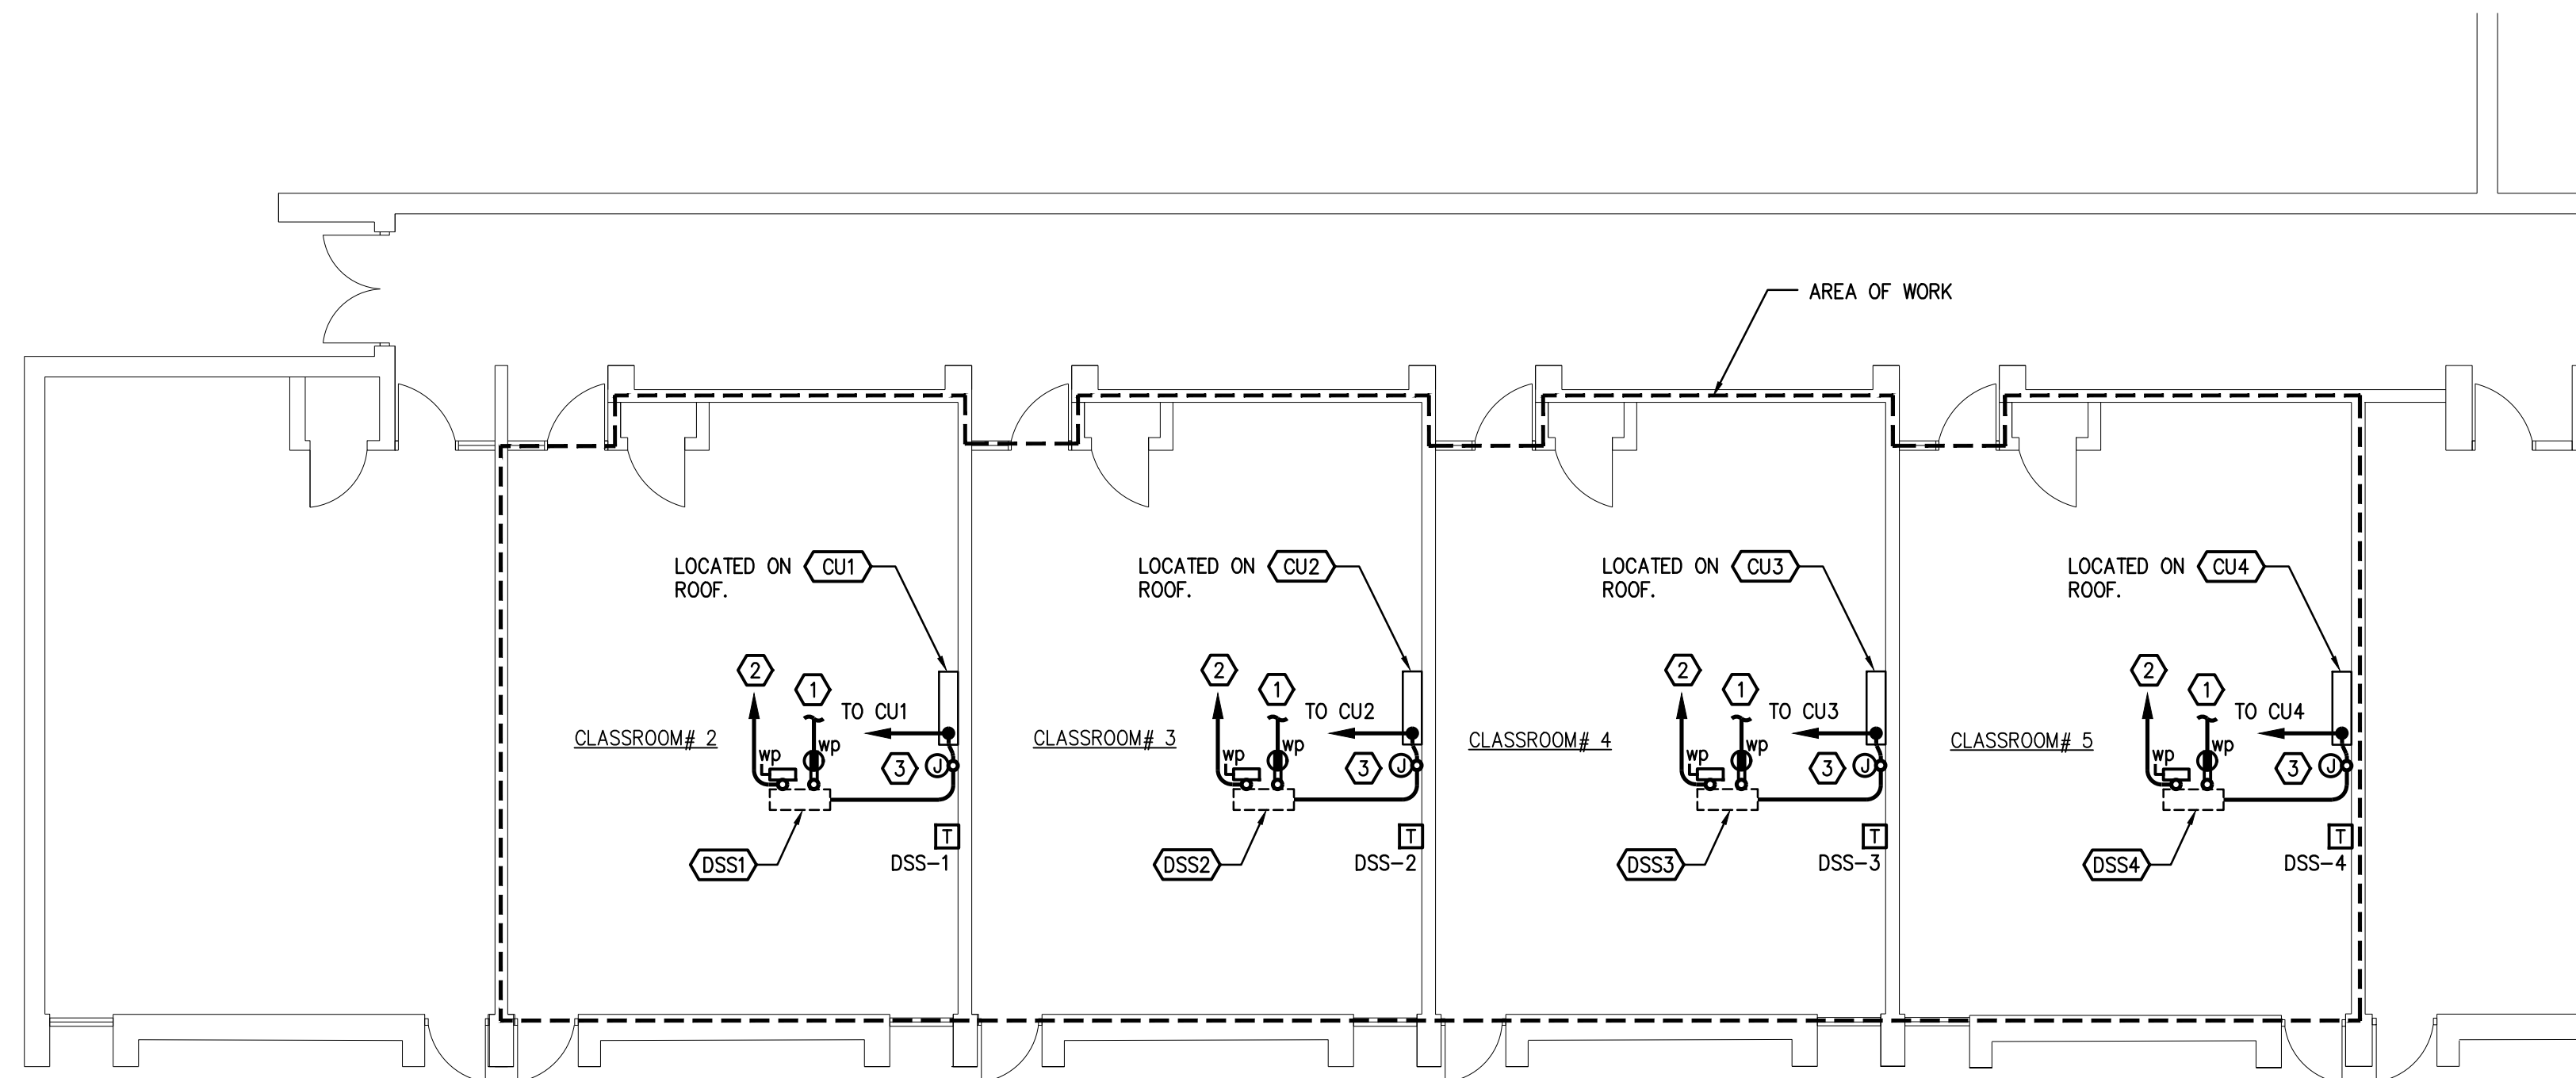 AREA OF WORK
LOCATED ON CU1
ROOF.
2
1
TO CU1
CLASSROOM# 2
wp
wp
3
J
T
DSS1
DSS-1
LOCATED ON CU2
ROOF.
2
1
TO CU2
CLASSROOM# 3
wp
wp
3
J
T
DSS2
DSS-2
LOCATED ON CU3
ROOF.
2
1
TO CU3
CLASSROOM# 4
wp
wp
3
J
T
DSS3
DSS-3
LOCATED ON CU4
ROOF.
2
1
TO CU4
CLASSROOM# 5
wp
wp
3
J
T
DSS4
DSS-4